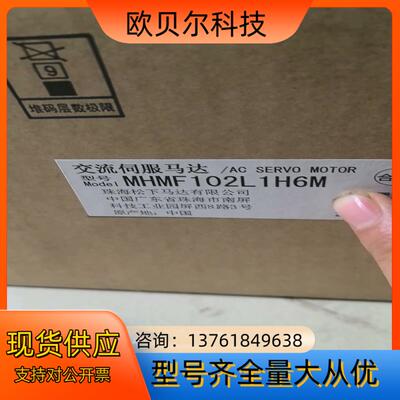 欧贝尔科技
9
堆码层数极限
交流伺服马达 /AC SERVO MOTOR
型号
Model MHMF102L1H6M
珠海松下马达有限公司
中国广东省珠海市南屏
科技工业园屏西8路3号
原产地:中国
合
现货供应
支持对公开票
咨询:13761849638
型号齐全量大从优